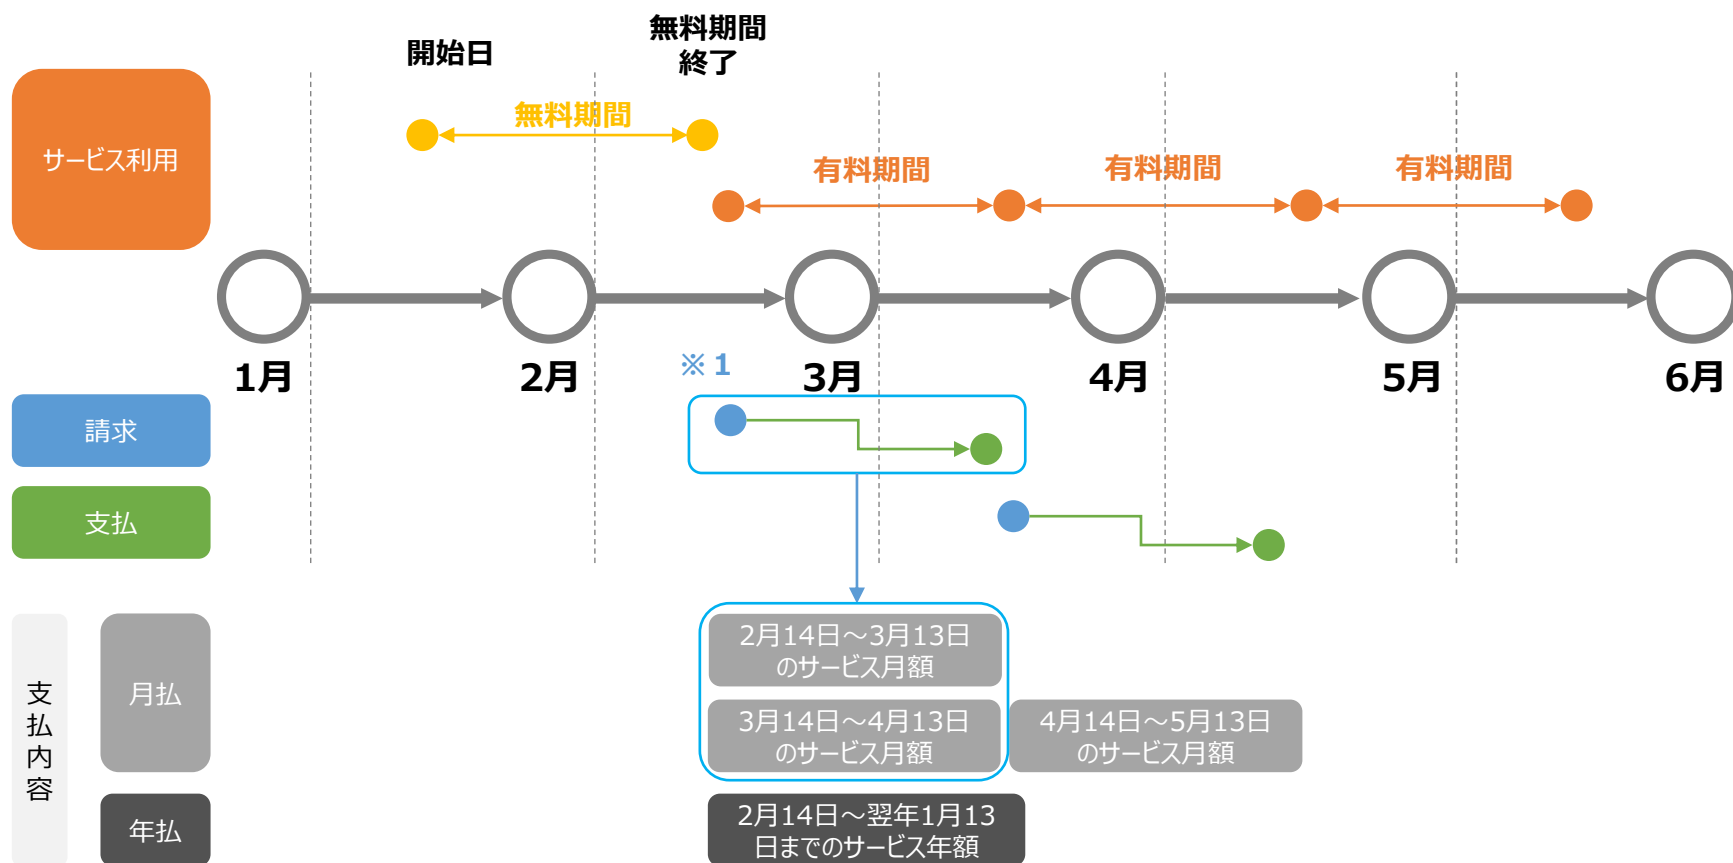 開始日
無料期間
終了
無料期間
サービス利用
有料期間
有料期間
有料期間
1月
2月
3月
4月
5月
6月
※1
請求
支払
支払内容
月払
2月14日～3月13日
のサービス月額
3月14日～4月13日
のサービス月額
4月14日～5月13日
のサービス月額
年払
2月14日～翌年1月13
日までのサービス年額